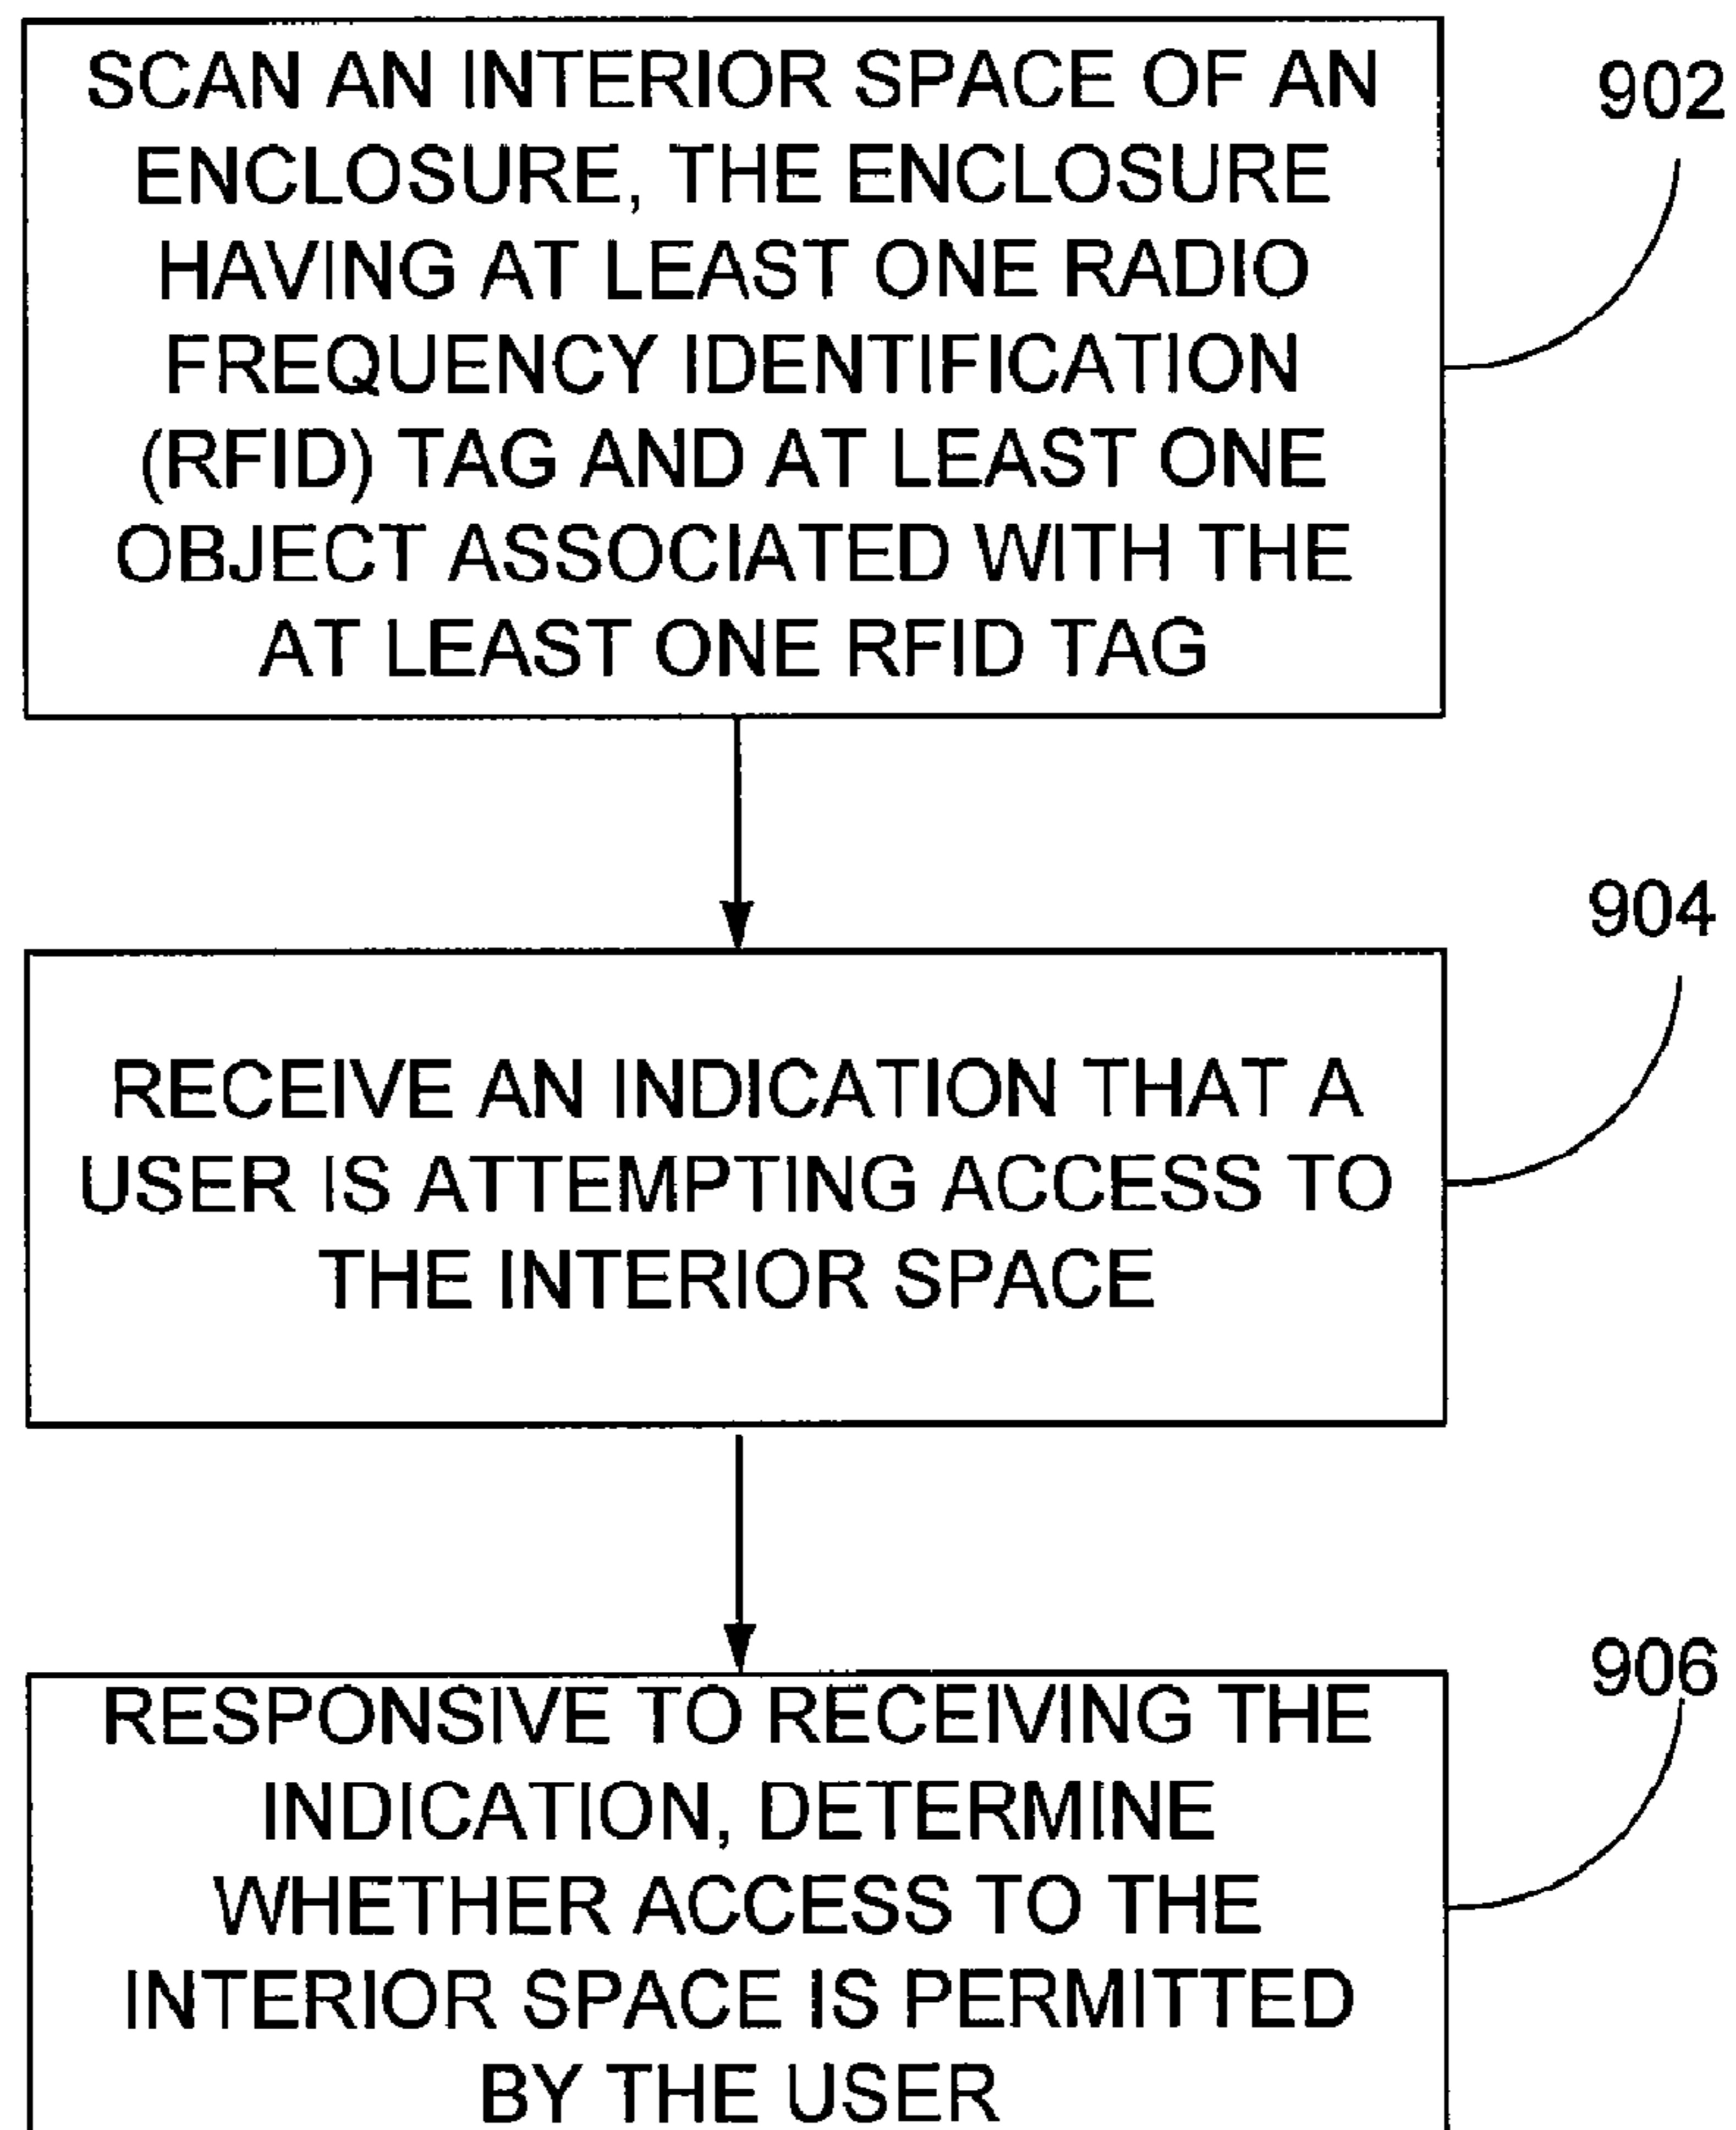 SCAN AN INTERIOR SPACE OF AN
ENCLOSURE, THE ENCLOSURE
HAVING AT LEAST ONE RADIO
FREQUENCY IDENTIFICATION
(RFID) TAG AND AT LEAST ONE
OBJECT ASSOCIATED WITH THE
AT LEAST ONE RFID TAG
902
RECEIVE AN INDICATION THAT A
USER IS ATTEMPTING ACCESS TO
THE INTERIOR SPACE
904
RESPONSIVE TO RECEIVING THE
INDICATION, DETERMINE
WHETHER ACCESS TO THE
INTERIOR SPACE IS PERMITTED
BY THE USER
906